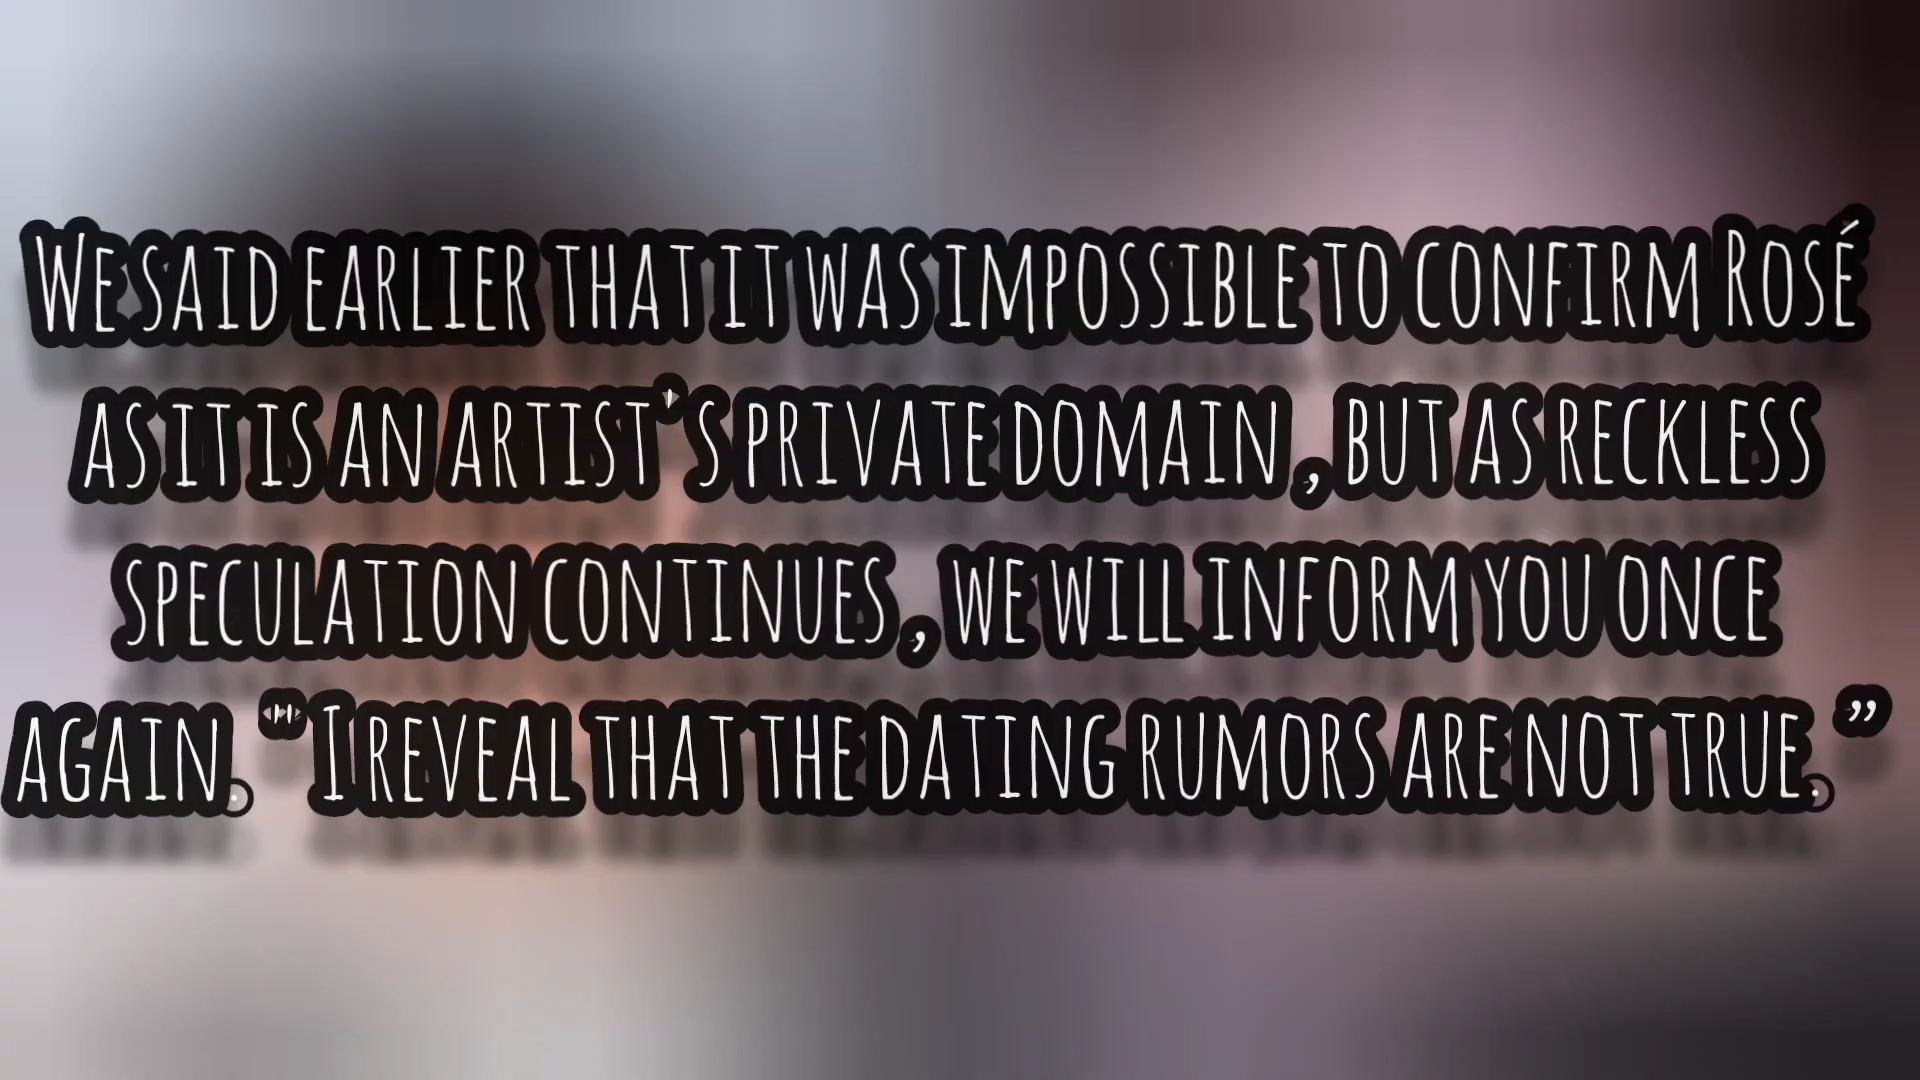 We said earlier that it was impossible to confirm Rosé
as it is an artist's private domain, but as reckless
speculation continues, we will inform you once
again. “I reveal that the dating rumors are not true.”